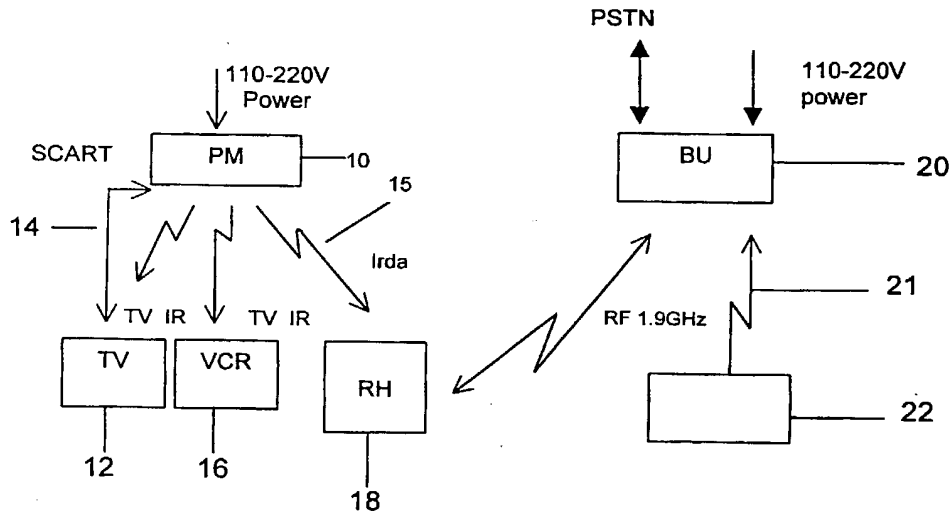 PSTN
110-220V
Power
110-220V
power
SCART
PM
10
BU
20
15
14
Irda
21
TV IR
TV IR
RF 1.9GHz
TV
VCR
RH
22
12
16
18